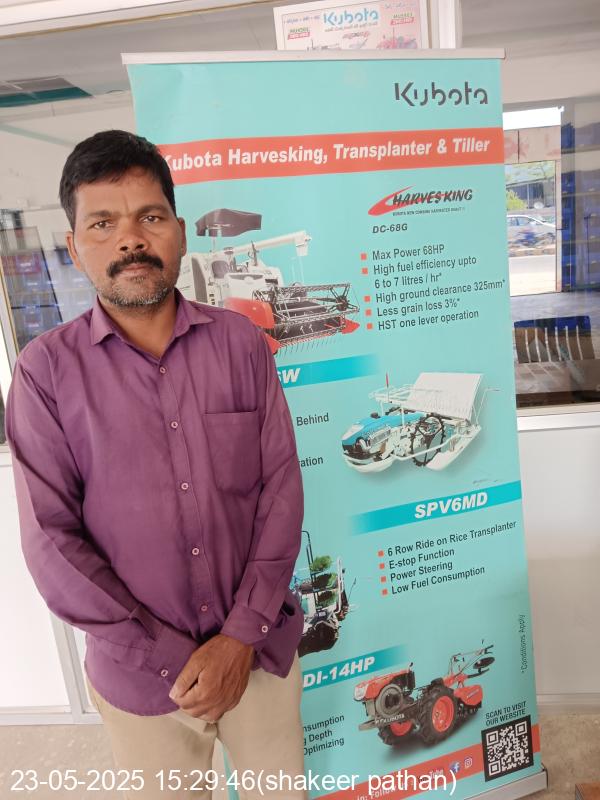 Kubota
Kubota
Kubota Harvesking, Transplanter & Tiller
HARVESKING
DC-68G
Max Power 68HP
High fuel efficiency upto
6 to 7 litres / hr*
High ground clearance 325mm*
Less grain loss 3%*
HST one lever operation
Behind
SPV6MD
6 Row Ride on Rice Transplanter
E-stop Function
Power Steering
Low Fuel Consumption
*Conditions Apply
DI-14HP
Depth
SCAN TO VISIT
OUR WEBSITE
23-05-2025 15:29:46(shakeer pathan)